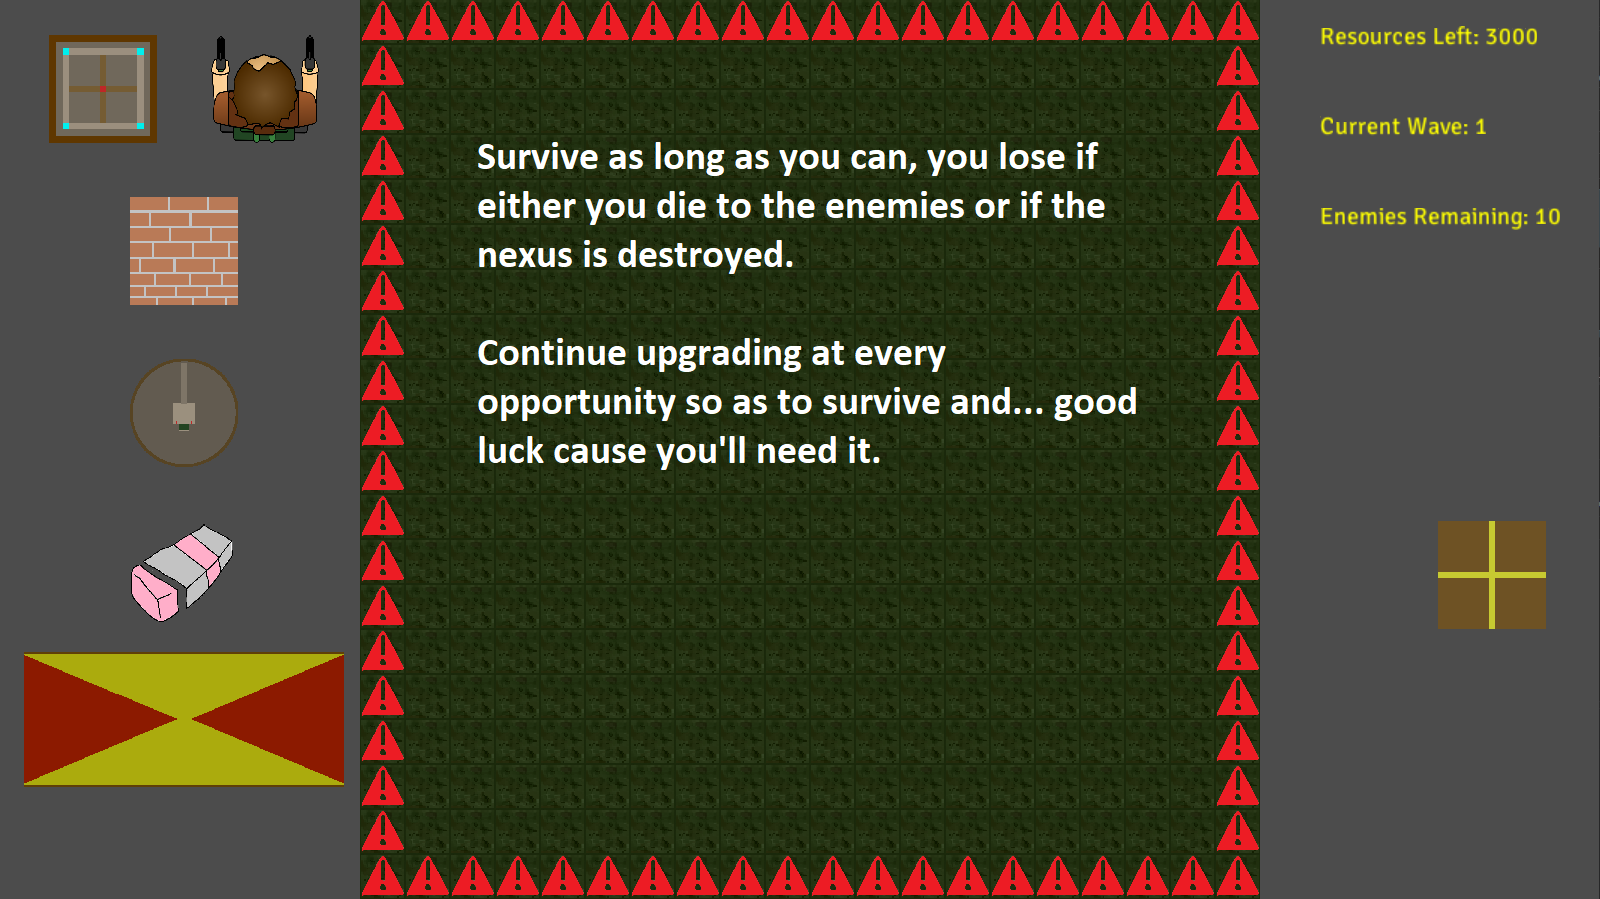 Resources Left: 3000
Current Wave: 1
Enemies Remaining: 10
Survive as long as you can, you lose if
either you die to the enemies or if the
nexus is destroyed.
Continue upgrading at every
opportunity so as to survive and... good
luck cause you'll need it.